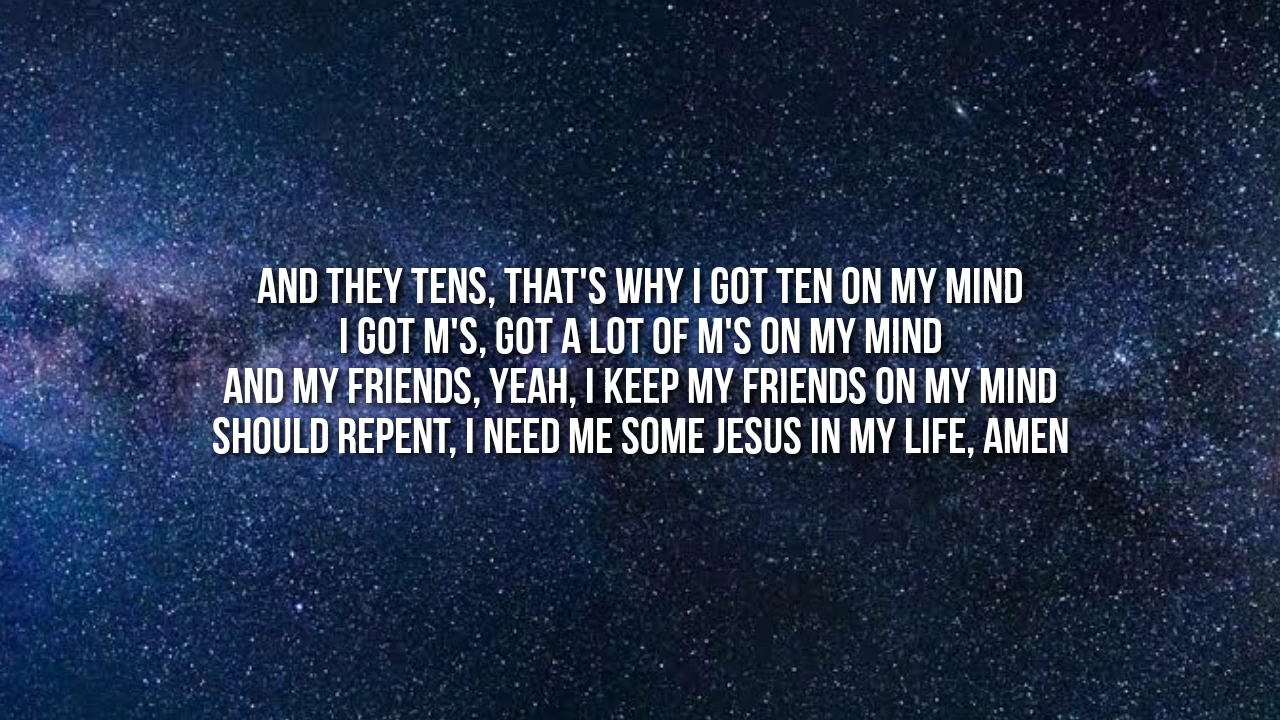 AND THEY TENS, THAT'S WHY I GOT TEN ON MY MIND
I GOT M'S, GOT A LOT OF M'S ON MY MIND
AND MY FRIENDS, YEAH, I KEEP MY FRIENDS ON MY MIND
SHOULD REPENT, I NEED ME SOME JESUS IN MY LIFE, AMEN